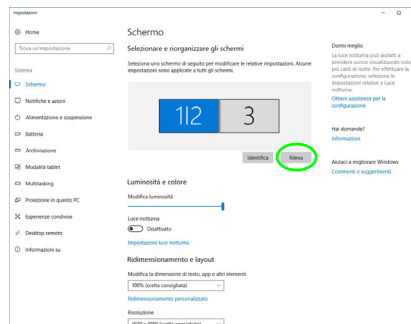 Impostazioni
Home
Trova un'impostazione
Sistema
Schermo
Notifiche e azioni
Alimentazione e sospensione
Batteria
Archiviazione
Modalità tablet
Multitasking
Proiezione in questo PC
Esperienze condivise
Desktop remoto
Informazioni su
Schermo
Selezionare e riorganizzare gli schermi
Seleziona uno schermo di seguito per modificare le relative impostazioni. Alcune
impostazioni sono applicate a tutti gli schermi.
1|2
3
Identifica
Rileva
Luminosità e colore
Modifica luminosità
Luce notturna
Disattivato
Impostazioni luce notturna
Ridimensionamento e layout
Modifica la dimensione di testo, app e altri elementi
100% (scelta consigliata)
Ridimensionamento personalizzato
Risoluzione
1920 x 1080 (scelta consigliata)
Dormi meglio
La luce notturna può aiutarti a
prendere sonno visualizzando colori
più caldi di notte. Per effettuare la
configurazione, seleziona le
impostazioni relative a Luce
notturna.
Ottieni assistenza per la
configurazione
Hai domande?
Informazioni
Aiutaci a migliorare Windows
Commenti e suggerimenti